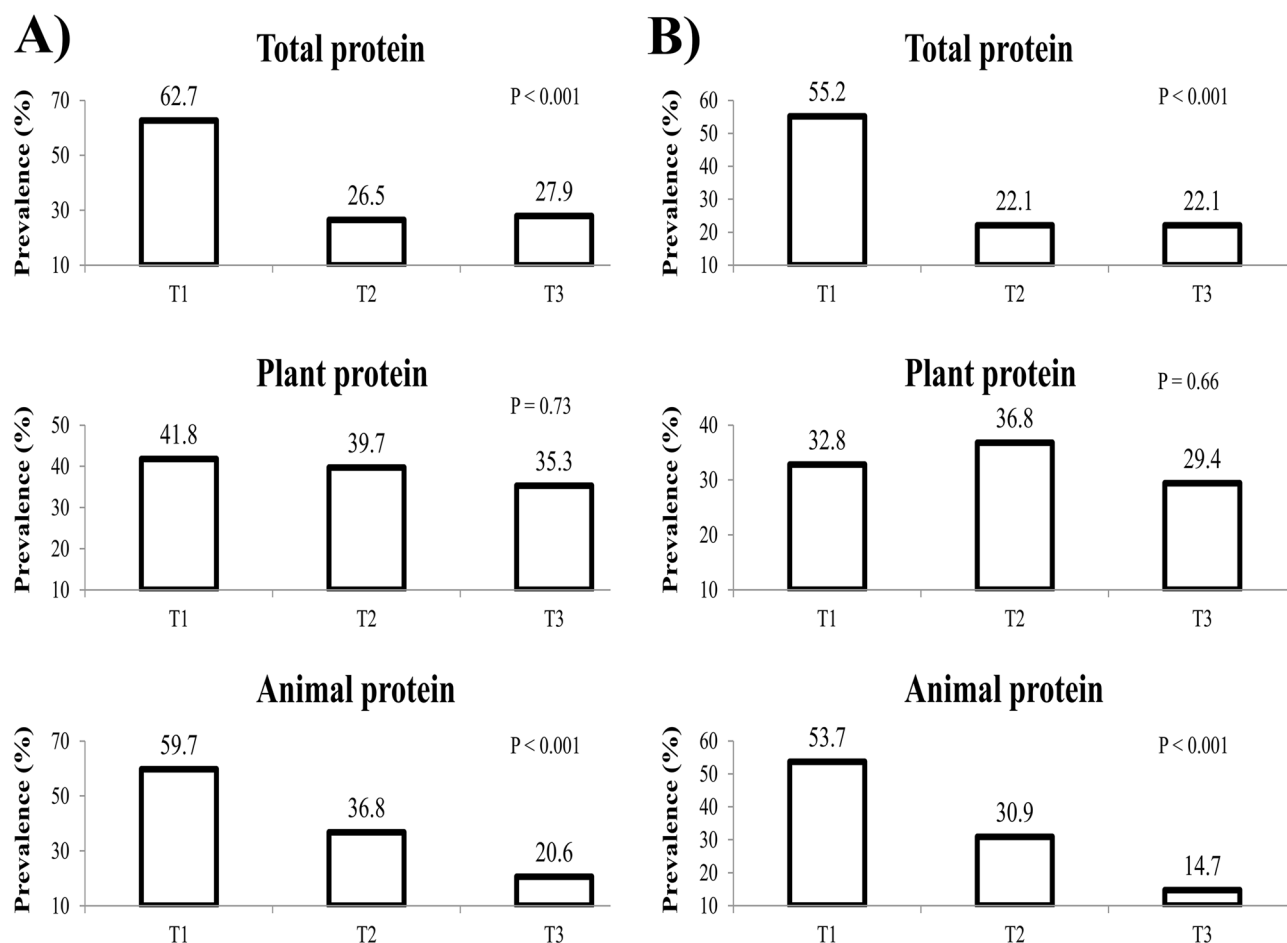 A)
Total protein
P < 0.001
Prevalence (%)
70
50
30
10
62.7
26.5
27.9
T1
T2
T3
Plant protein
P = 0.73
Prevalence (%)
50
40
30
20
10
41.8
39.7
35.3
T1
T2
T3
Animal protein
P < 0.001
Prevalence (%)
70
50
30
10
59.7
36.8
20.6
T1
T2
T3
B)
Total protein
P < 0.001
Prevalence (%)
60
50
40
30
20
10
55.2
22.1
22.1
T1
T2
T3
Plant protein
P = 0.66
Prevalence (%)
40
30
20
10
32.8
36.8
29.4
T1
T2
T3
Animal protein
P < 0.001
Prevalence (%)
60
50
40
30
20
10
53.7
30.9
14.7
T1
T2
T3